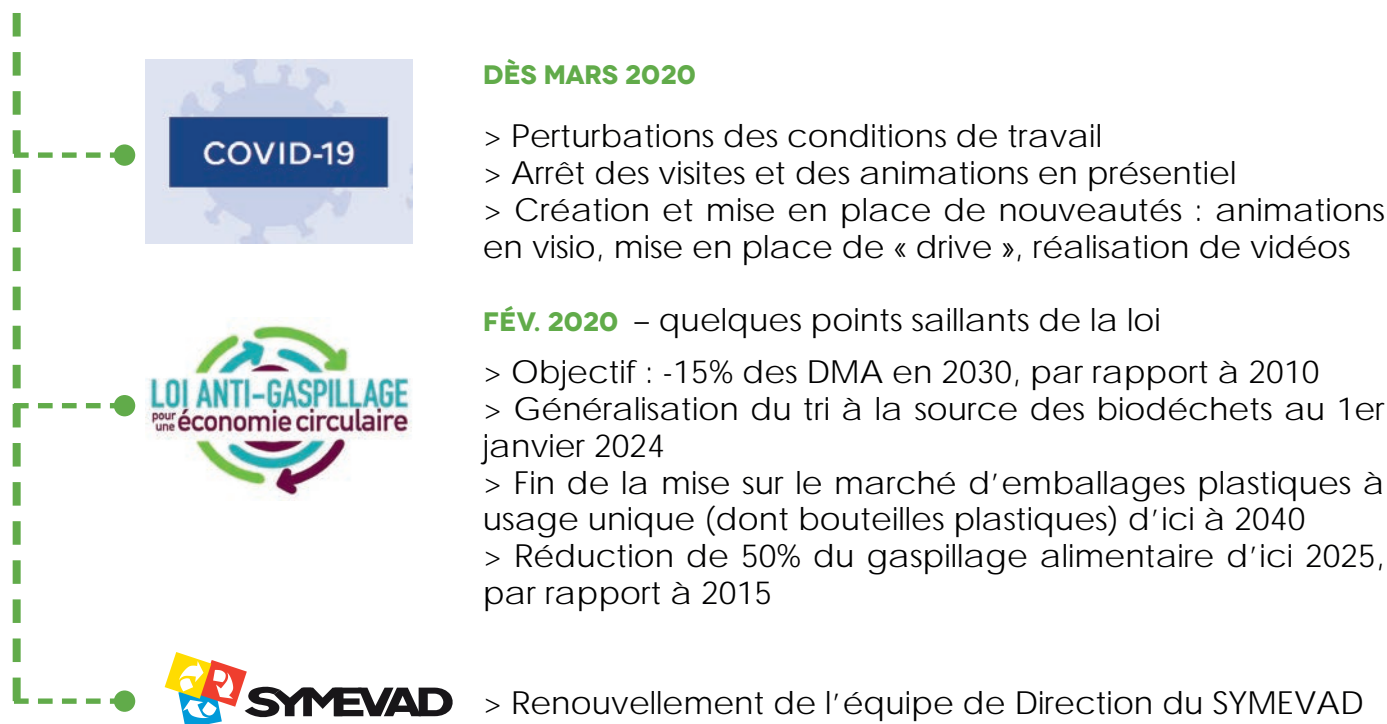 COVID-19
DÈS MARS 2020
> Perturbations des conditions de travail
> Arrêt des visites et des animations en présentiel
> Création et mise en place de nouveautés : animations
en visio, mise en place de « drive », réalisation de vidéos
LOI ANTI-GASPILLAGE
pour une économie circulaire
FÉV. 2020 – quelques points saillants de la loi
> Objectif : -15% des DMA en 2030, par rapport à 2010
> Généralisation du tri à la source des biodéchets au 1er
janvier 2024
> Fin de la mise sur le marché d’emballages plastiques à
usage unique (dont bouteilles plastiques) d’ici à 2040
> Réduction de 50% du gaspillage alimentaire d’ici 2025,
par rapport à 2015
SYMEVAD
> Renouvellement de l’équipe de Direction du SYMEVAD